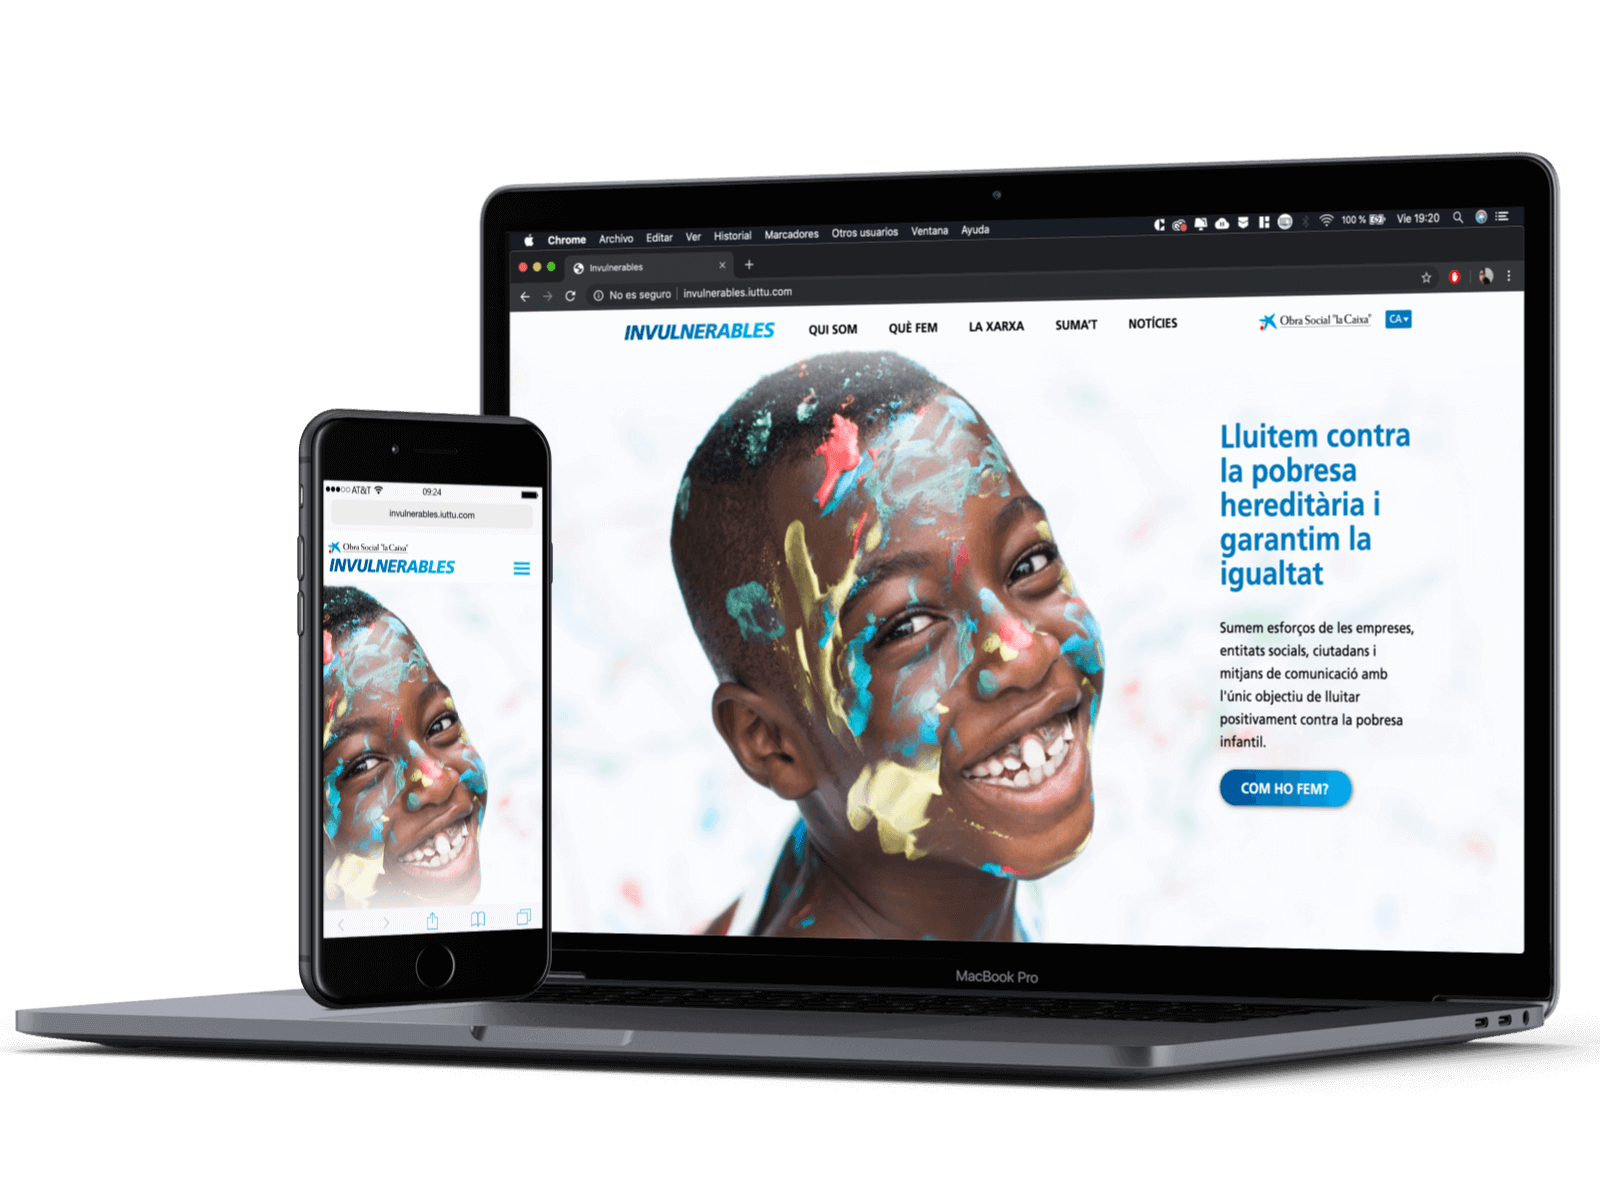 Chrome Archivo Editar Ver Historial Marcadores Otros usuarios Ventana Ayuda 100 % Vie 19:20
Invulnerables
No es seguro invulnerables.iuttu.com
INVULNERABLES QUI SOM QUÈ FEM LA XARXA SUMA'T NOTÍCIES Obra Social "la Caixa" CA
Lluitem contra
la pobresa
hereditària i
garantim la
igualtat
Sumem esforços de les empreses,
entitats socials, ciutadans i
mitjans de comunicació amb
l'únic objectiu de lluitar
positivament contra la pobresa
infantil.
COM HO FEM?
MacBook Pro
AT&T 09:24
invulnerables.iuttu.com
Obra Social "la Caixa"
INVULNERABLES